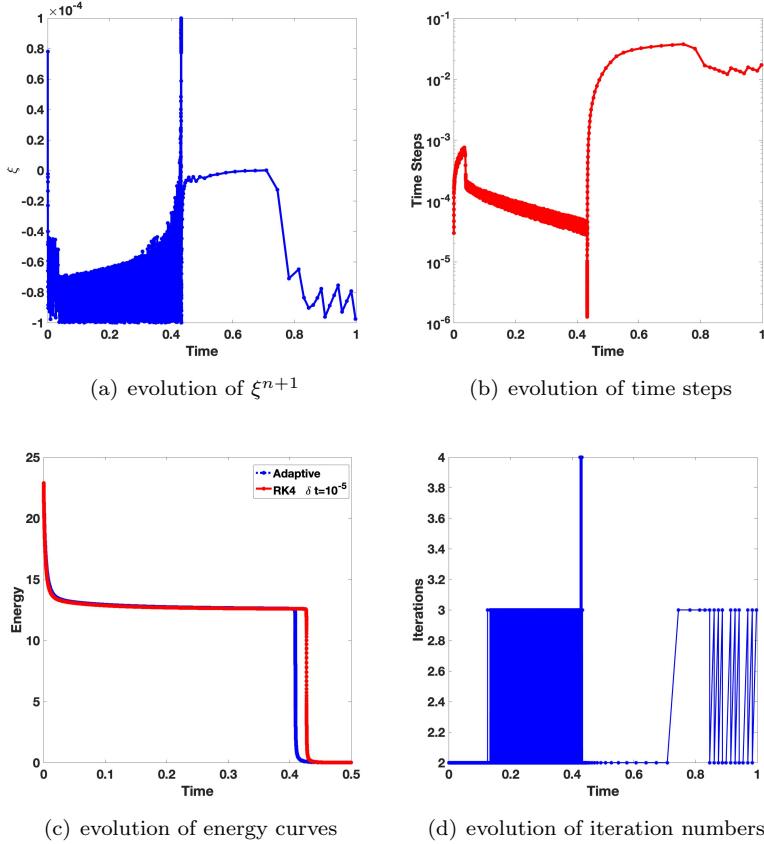 ×10⁻⁴
1
0.8
0.6
0.4
0.2
0
-0.2
-0.4
-0.6
-0.8
-1
ξ
0 0.2 0.4 0.6 0.8 1
Time
(a) evolution of ξⁿ⁺¹
10⁻¹
10⁻²
10⁻³
10⁻⁴
10⁻⁵
10⁻⁶
Time Steps
0 0.2 0.4 0.6 0.8 1
Time
(b) evolution of time steps
25
20
15
10
5
0
Energy
Adaptive
RK4 δ t=10⁻⁵
0 0.1 0.2 0.3 0.4 0.5
Time
(c) evolution of energy curves
4
3.8
3.6
3.4
3.2
3
2.8
2.6
2.4
2.2
2
Iterations
0 0.2 0.4 0.6 0.8 1
Time
(d) evolution of iteration numbers